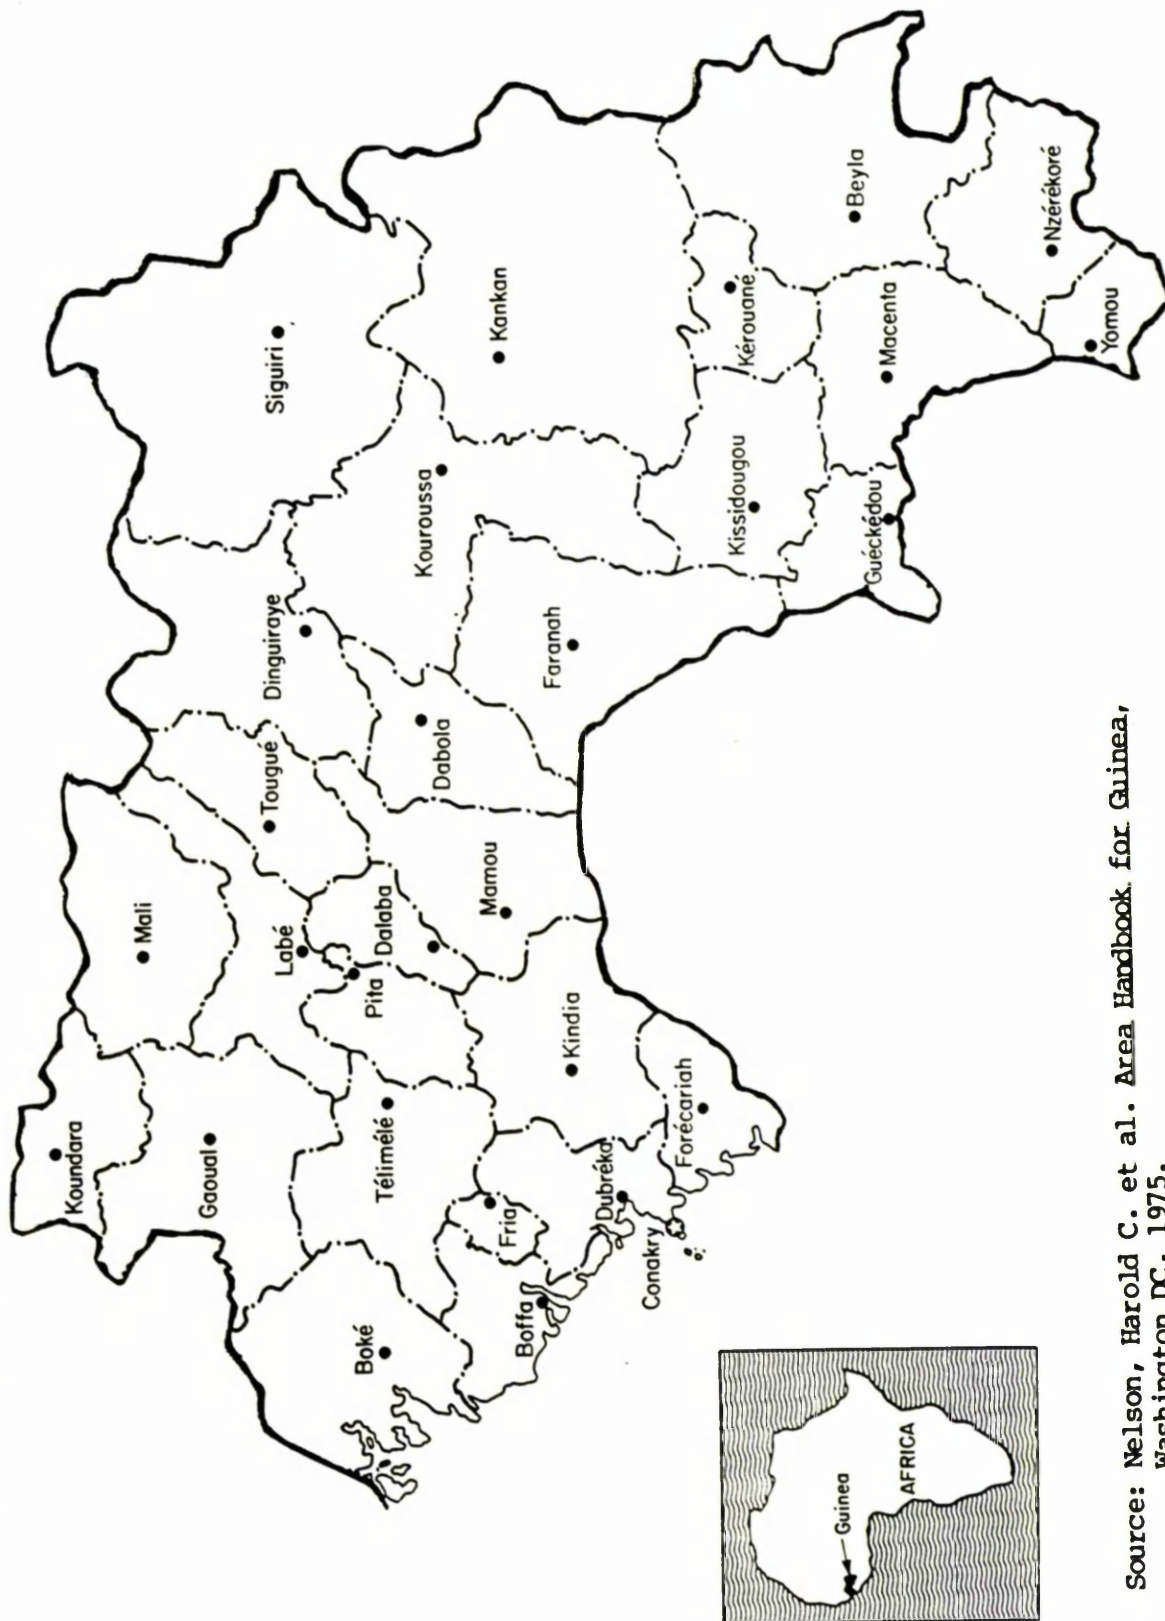 Koundara
Mali
Gaoual
Tougué
Siguiri
Labé
Dinguiraye
Pita
Dalaba
Boké
Télimélé
Dabola
Kouroussa
Kankan
Fria
Mamou
Boffa
Kindia
Faranah
Dubréka
Conakry
Forécariah
Kissidougou
Kérouané
Beyla
Guéckédou
Macenta
Nzérékoré
Yomou
Guinea
AFRICA
Source: Nelson, Harold C. et al. Area Handbook for Guinea,
Washington DC, 1975.